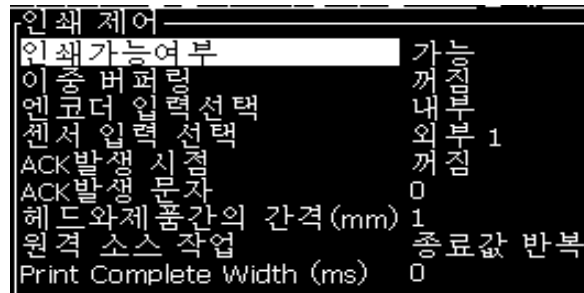 인쇄 제어
인쇄가능여부 가능
이중 버퍼링 꺼짐
엔코더 입력선택 내부
센서 입력 선택 외부 1
ACK발생 시점 꺼짐
ACK발생 문자 0
헤드와제품간의 간격(mm) 1
원격 소스 작업 종료값 반복
Print Complete Width (ms) 0